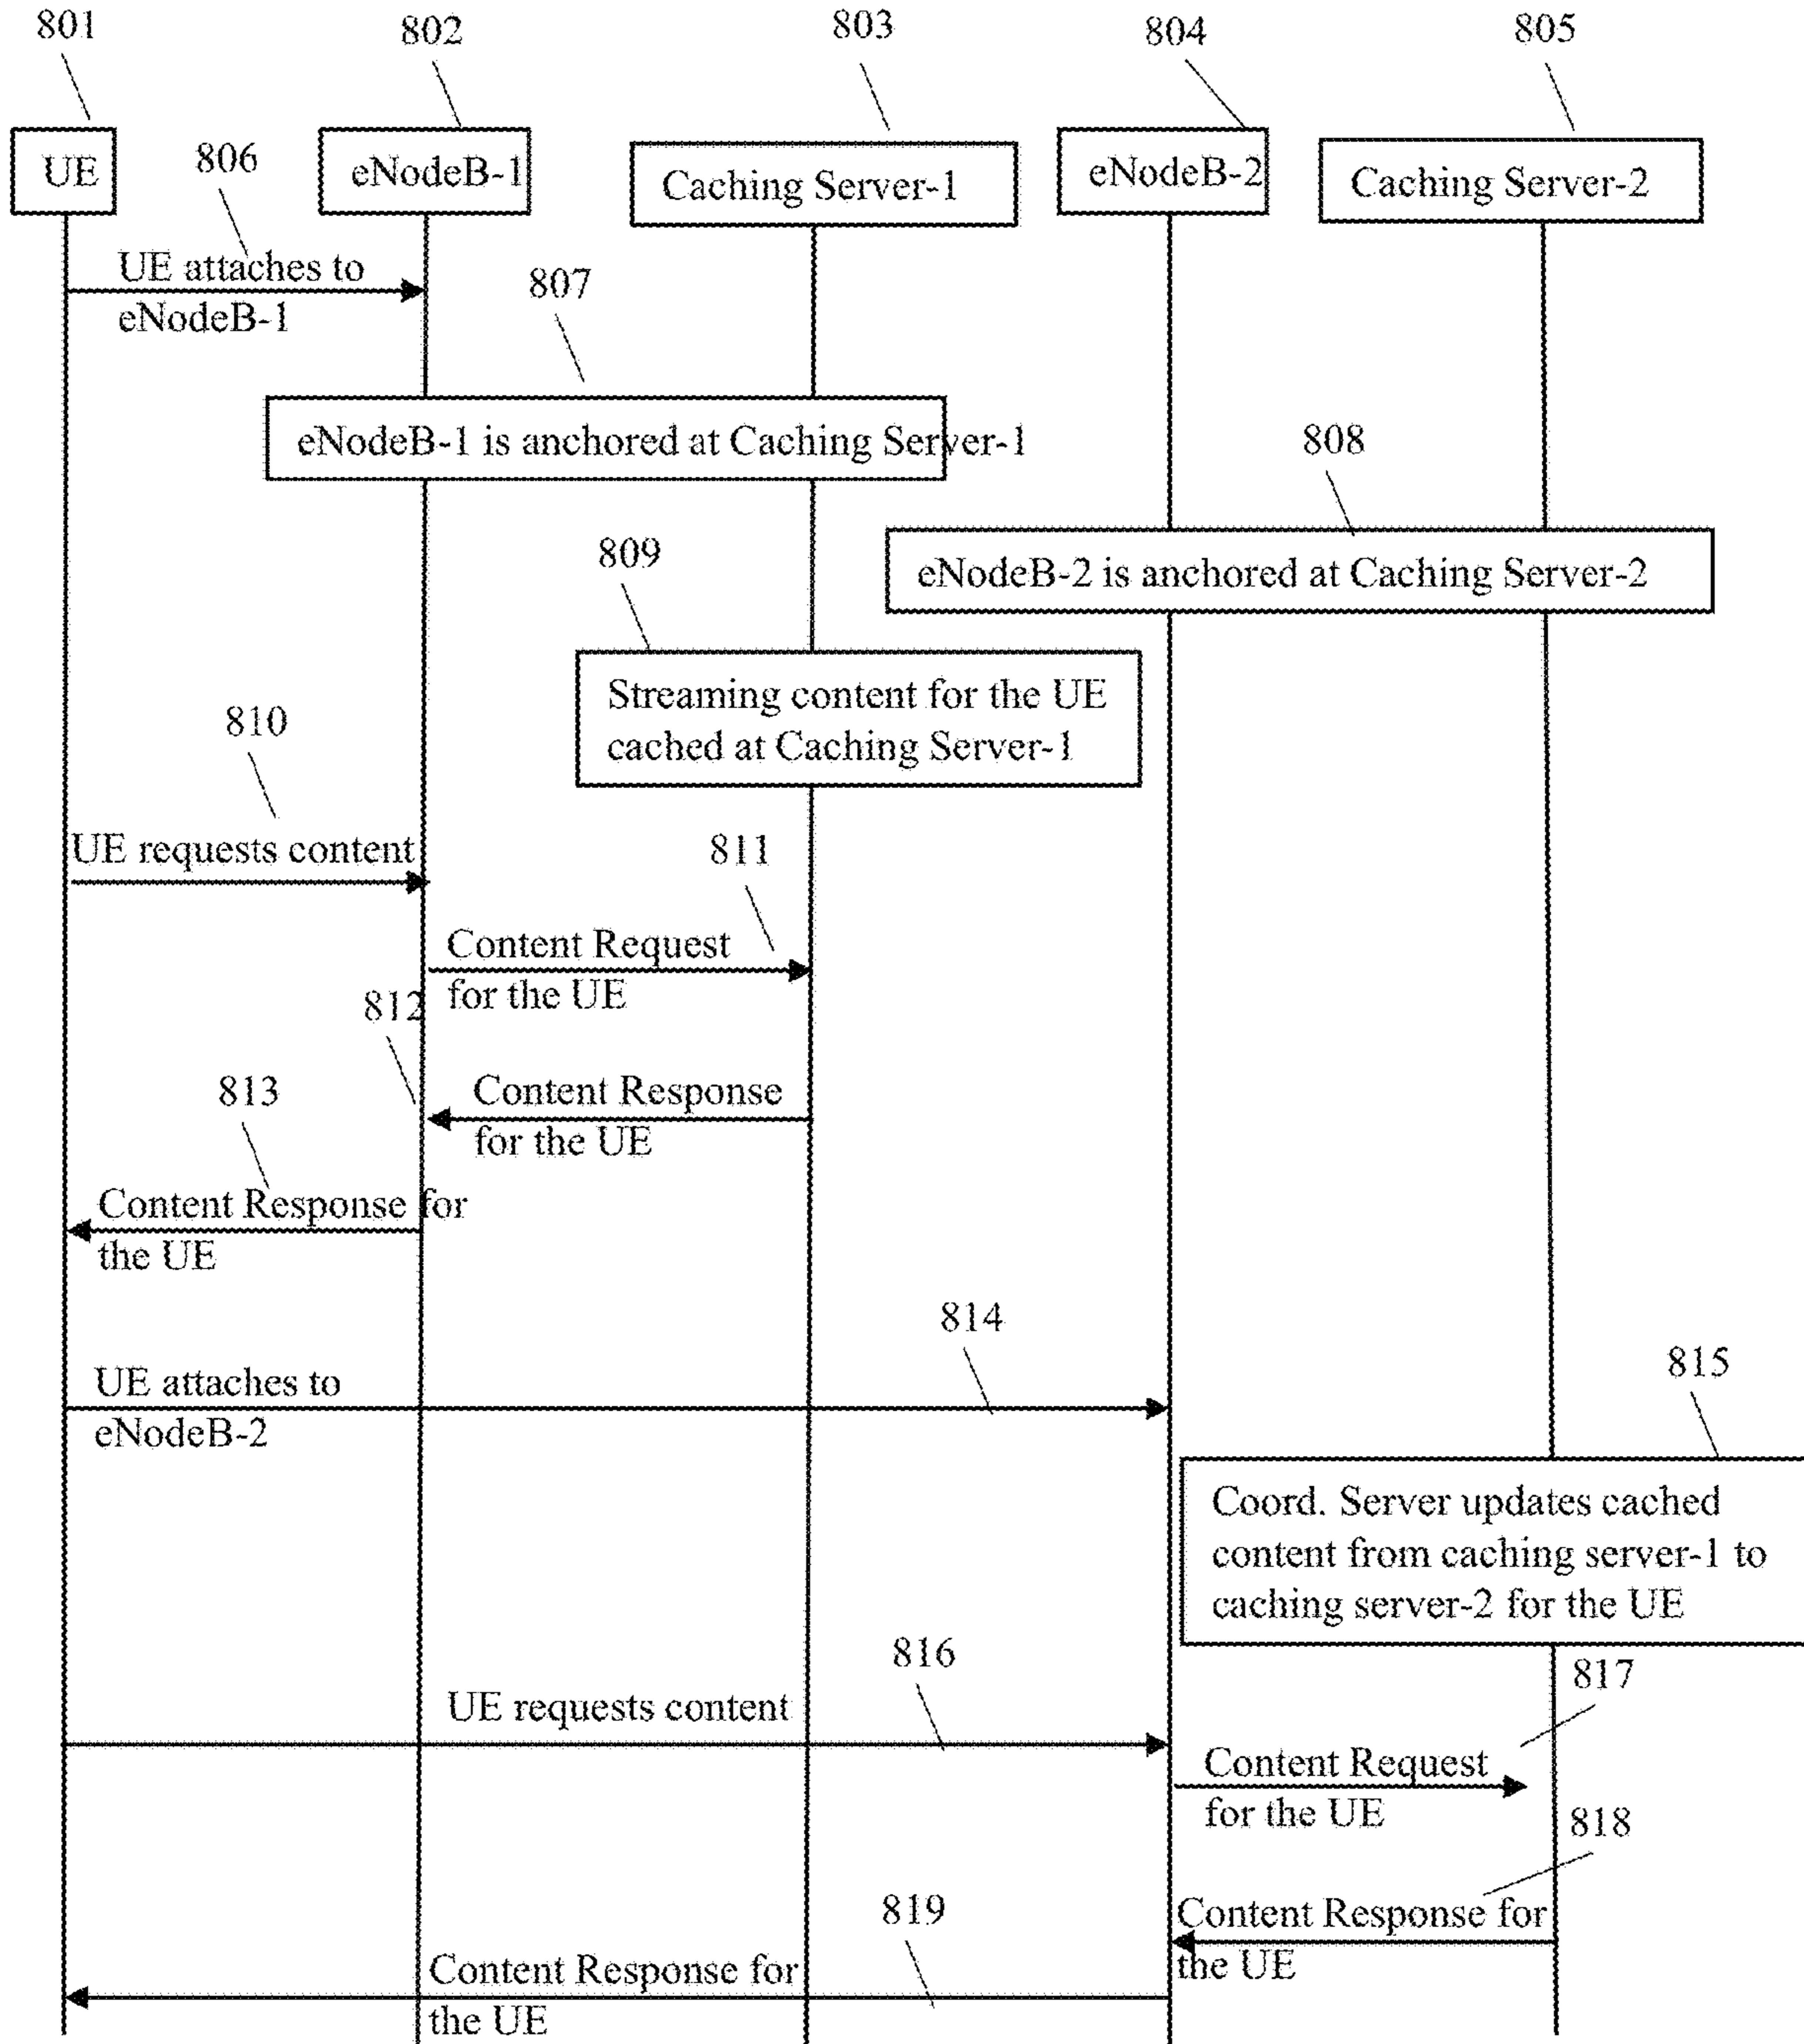 801
802
803
804
805
UE
eNodeB-1
Caching Server-1
eNodeB-2
Caching Server-2
806
UE attaches to
eNodeB-1
807
eNodeB-1 is anchored at Caching Server-1
808
eNodeB-2 is anchored at Caching Server-2
809
Streaming content for the UE
cached at Caching Server-1
810
UE requests content
811
Content Request
for the UE
812
Content Response
for the UE
813
Content Response for
the UE
814
UE attaches to
eNodeB-2
815
Coord. Server updates cached
content from caching server-1 to
caching server-2 for the UE
816
UE requests content
817
Content Request
for the UE
818
Content Response for
the UE
819
Content Response for
the UE